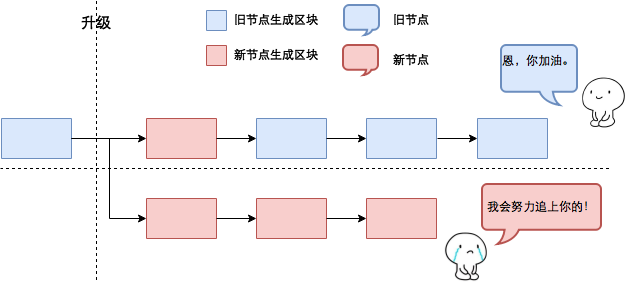 升级
旧节点生成区块
旧节点
新节点生成区块
新节点
恩，你加油。
我会努力追上你的！